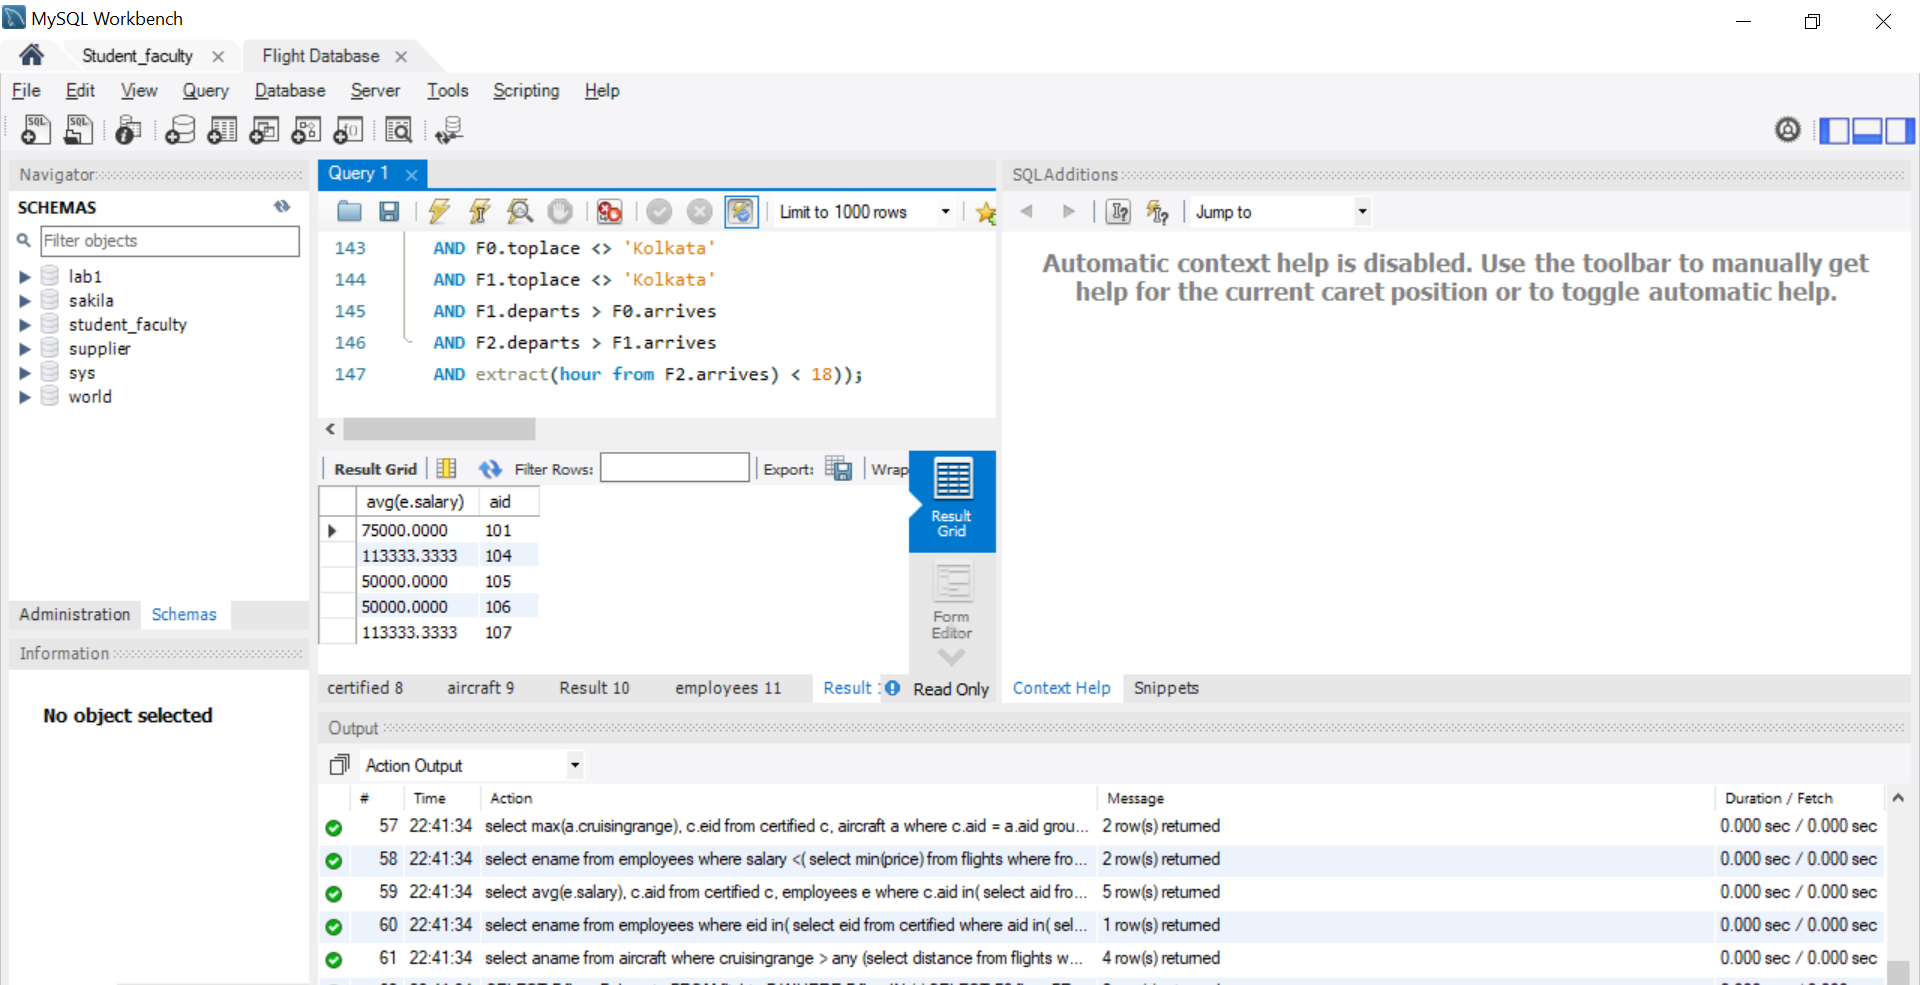 MySQL Workbench
Student_faculty
Flight Database
File Edit View Query Database Server Tools Scripting Help
Navigator
SCHEMAS
Filter objects
lab1
sakila
student_faculty
supplier
sys
world
Administration Schemas
Information
No object selected
Query 1
Limit to 1000 rows
143 AND F0.toplace <> 'Kolkata'
144 AND F1.toplace <> 'Kolkata'
145 AND F1.departs > F0.arrives
146 AND F2.departs > F1.arrives
147 AND extract(hour from F2.arrives) < 18));
Result Grid Filter Rows: Export: Wrap
avg(e.salary) aid
75000.0000 101
113333.3333 104
50000.0000 105
50000.0000 106
113333.3333 107
Result
Grid
Form
Editor
certified 8 aircraft 9 Result 10 employees 11 Result Read Only
SQLAdditions
Jump to
Automatic context help is disabled. Use the toolbar to manually get
help for the current caret position or to toggle automatic help.
Context Help Snippets
Output
Action Output
# Time Action Message Duration / Fetch
57 22:41:34 select max(a.cruisingrange), c.eid from certified c, aircraft a where c.aid = a.aid grou... 2 row(s) returned 0.000 sec / 0.000 sec
58 22:41:34 select ename from employees where salary <( select min(price) from flights where fro... 2 row(s) returned 0.000 sec / 0.000 sec
59 22:41:34 select avg(e.salary), c.aid from certified c, employees e where c.aid in( select aid fro... 5 row(s) returned 0.000 sec / 0.000 sec
60 22:41:34 select ename from employees where eid in( select eid from certified where aid in( sel... 1 row(s) returned 0.000 sec / 0.000 sec
61 22:41:34 select aname from aircraft where cruisingrange > any (select distance from flights w... 4 row(s) returned 0.000 sec / 0.000 sec